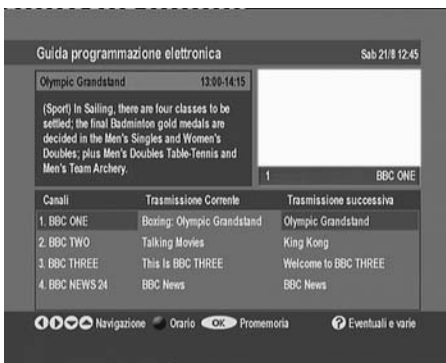 Guida programmazione elettronica Sab 21/8 12:45
Olympic Grandstand 13:00-14:15
(Sport) In Sailing, there are four classes to be
settled; the final Badminton gold medals are
decided in the Men's Singles and Women's
Doubles; plus Men's Doubles Table-Tennis and
Men's Team Archery.
1 BBC ONE
Canali Trasmissione Corrente Trasmissione successiva
1. BBC ONE Boxing: Olympic Grandstand Olympic Grandstand
2. BBC TWO Talking Movies King Kong
3. BBC THREE This Is BBC THREE Welcome to BBC THREE
4. BBC NEWS 24 BBC News BBC News
Navigazione Orario OK Promemoria ? Eventuali e varie